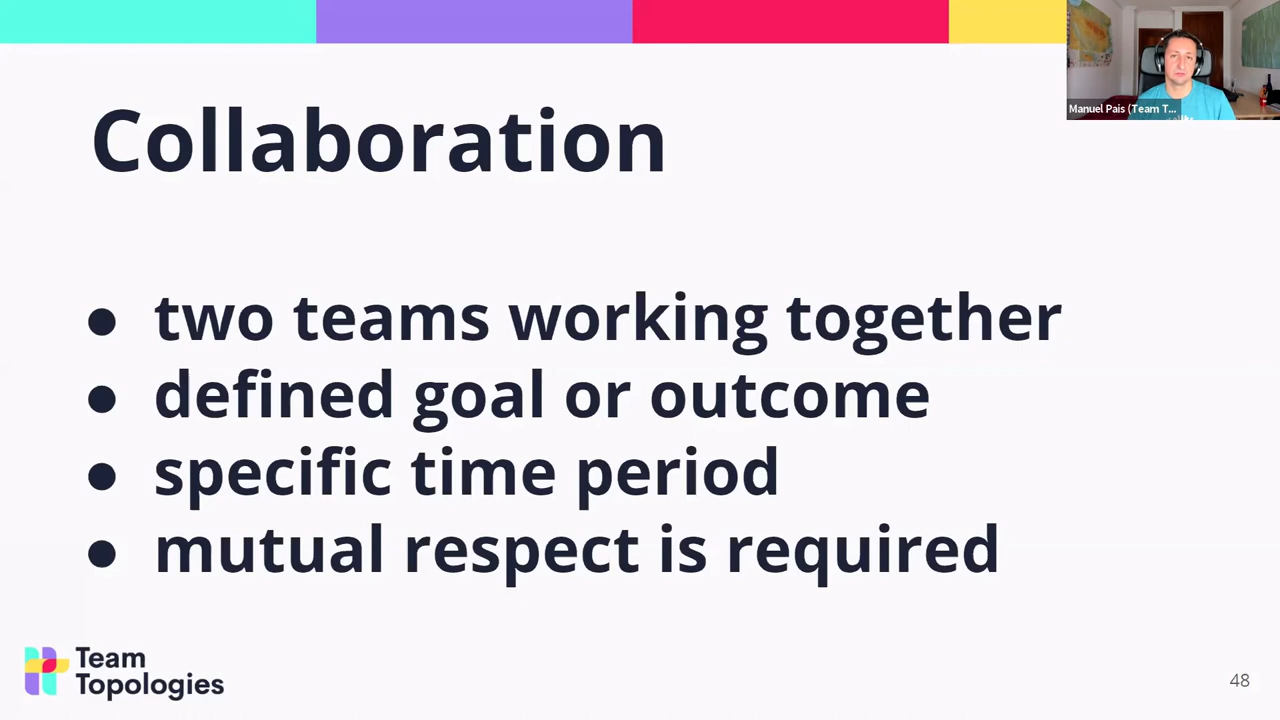 Manuel Pais (Team T...
Collaboration
● two teams working together
● defined goal or outcome
● specific time period
● mutual respect is required
Team
Topologies
48